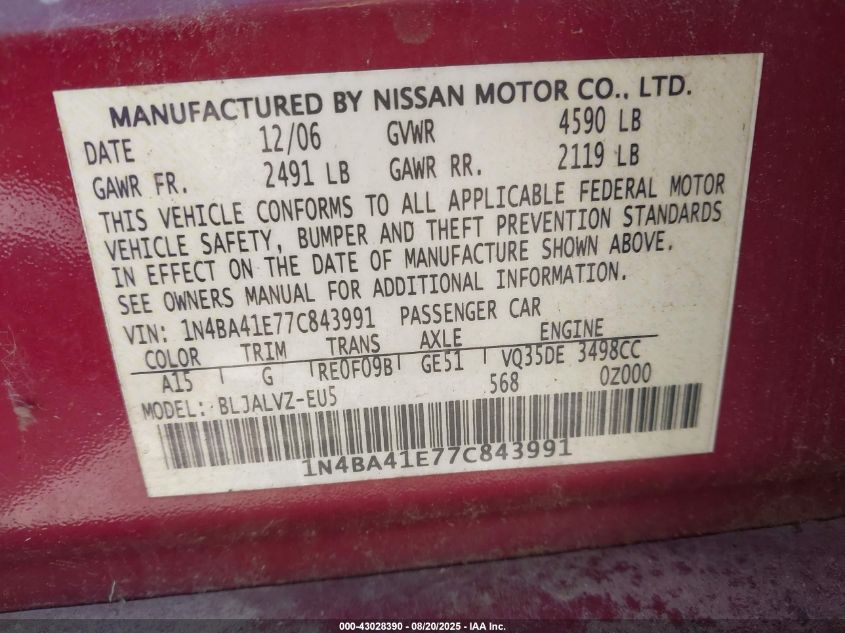 MANUFACTURED BY NISSAN MOTOR CO., LTD.
DATE 12/06 GVWR 4590 LB
GAWR FR. 2491 LB GAWR RR. 2119 LB
THIS VEHICLE CONFORMS TO ALL APPLICABLE FEDERAL MOTOR
VEHICLE SAFETY, BUMPER AND THEFT PREVENTION STANDARDS
IN EFFECT ON THE DATE OF MANUFACTURE SHOWN ABOVE.
SEE OWNERS MANUAL FOR ADDITIONAL INFORMATION.
VIN: 1N4BA41E77C843991 PASSENGER CAR
COLOR TRIM TRANS AXLE ENGINE
A15 G RE0F09B GE51 VQ35DE 3498CC
MODEL: BLJALVZ-EU5 568 0Z000
1N4BA41E77C843991
000-43028390 - 08/20/2025 - IAA Inc.